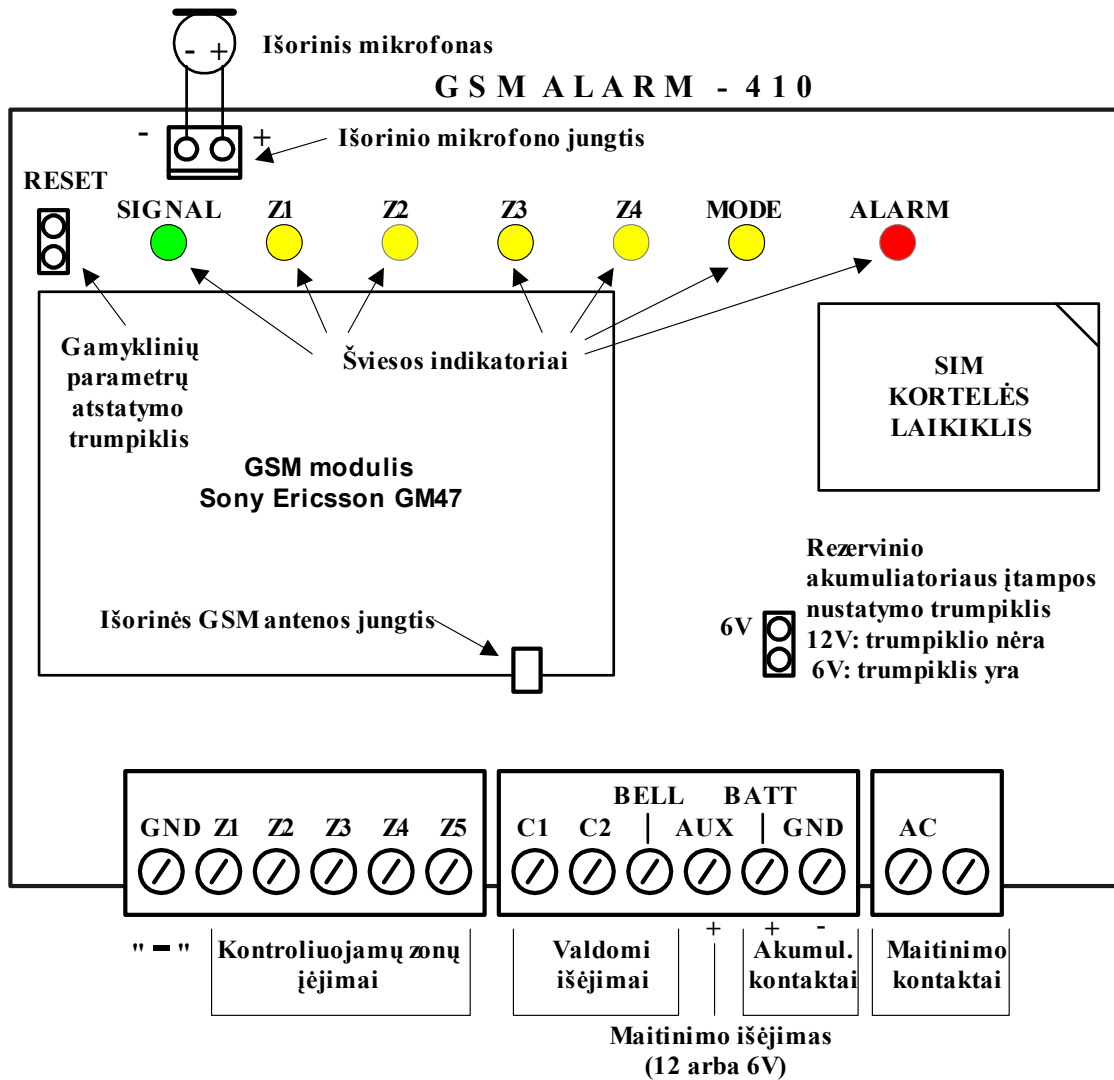 - +
Išorinis mikrofonas
GSM ALARM - 410
- +
Išorinio mikrofono jungtis
RESET
SIGNAL Z1 Z2 Z3 Z4 MODE ALARM
Gamyklinių
parametrų
atstatymo
trumpiklis
Šviesos indikatoriai
SIM
KORTELĖS
LAIKIKLIS
GSM modulis
Sony Ericsson GM47
Rezervinio
akumuliatoriaus įtampos
nustatymo trumpiklis
12V: trumpiklio nėra
6V: trumpiklis yra
6V
Išorinės GSM antenos jungtis
BELL BATT
GND Z1 Z2 Z3 Z4 Z5 C1 C2 AUX GND AC
+ + -
"-" Kontroliuojamų zonų
įėjimai
Valdomi
išėjimai
Akumul.
kontaktai
Maitinimo
kontaktai
Maitinimo išėjimas
(12 arba 6V)